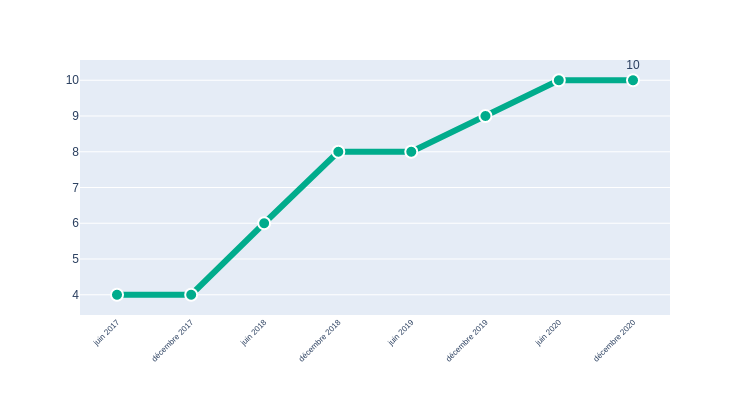 10
10
9
8
7
6
5
4
juin 2017
décembre 2017
juin 2018
décembre 2018
juin 2019
décembre 2019
juin 2020
décembre 2020